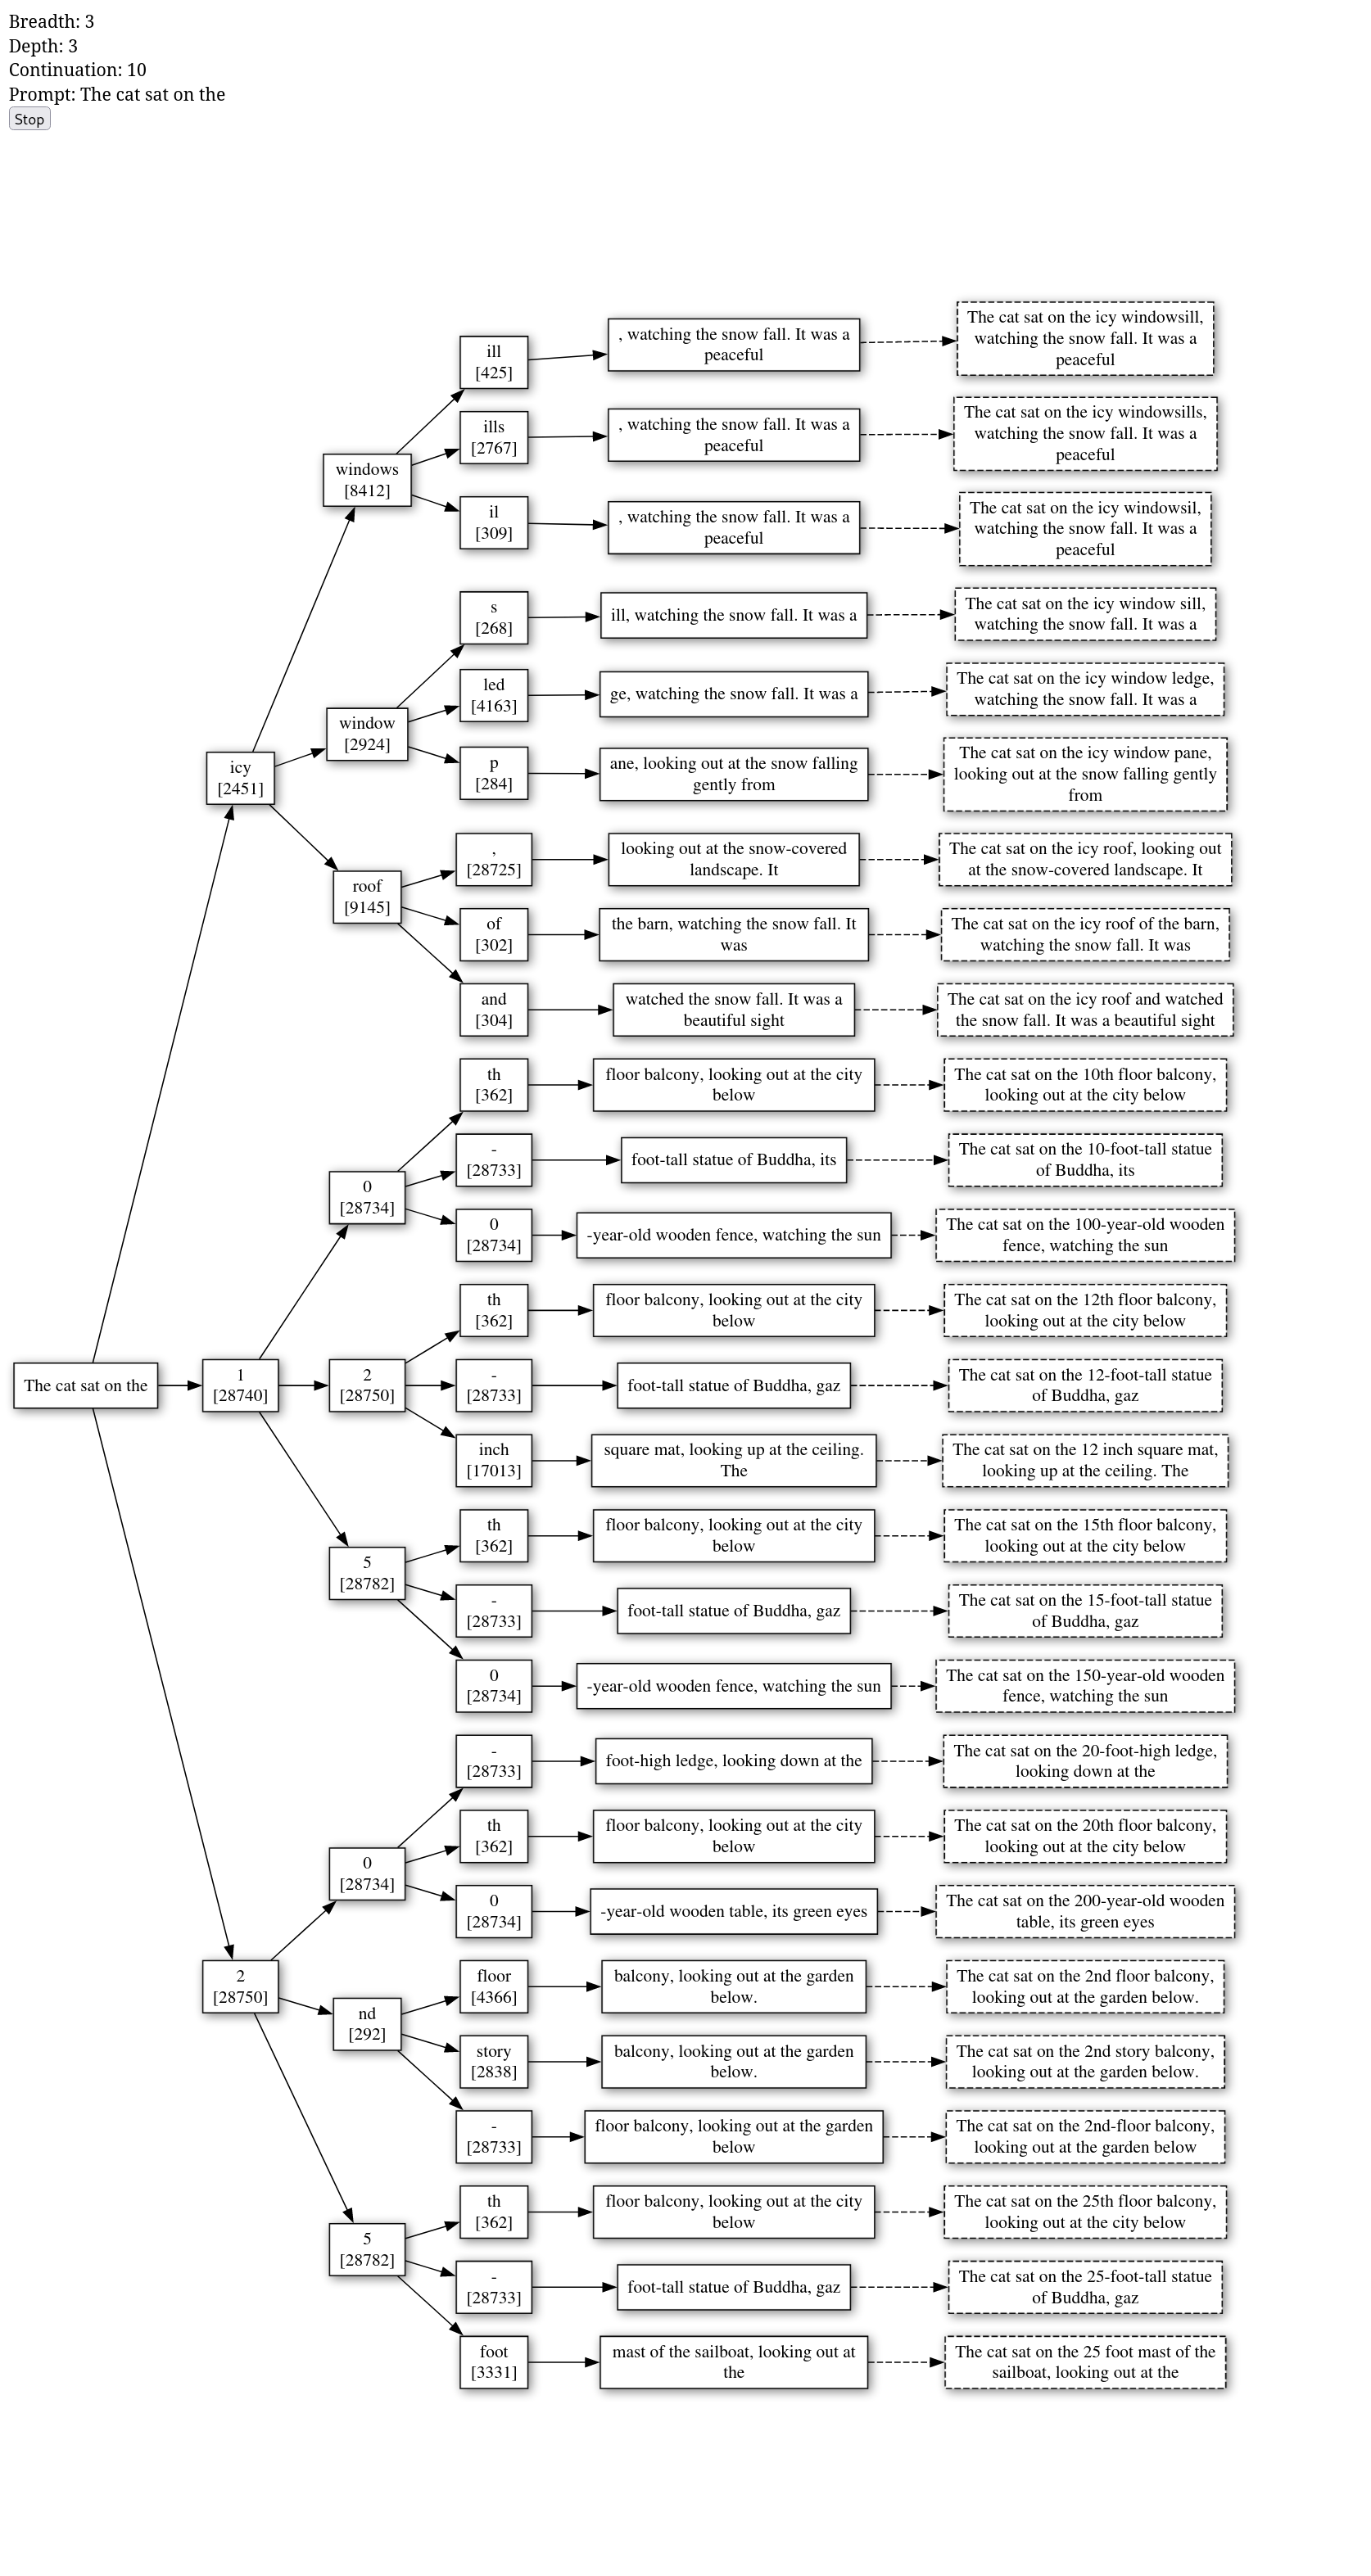 Breadth: 3
Depth: 3
Continuation: 10
Prompt: The cat sat on the
Stop
The cat sat on the
icy
[2451]
windows
[8412]
ill
[425]
, watching the snow fall. It was a
peaceful
The cat sat on the icy windowsill,
watching the snow fall. It was a
peaceful
ills
[2767]
, watching the snow fall. It was a
peaceful
The cat sat on the icy windowsills,
watching the snow fall. It was a
peaceful
il
[309]
, watching the snow fall. It was a
peaceful
The cat sat on the icy windowsil,
watching the snow fall. It was a
peaceful
window
[2924]
s
[268]
ill, watching the snow fall. It was a
The cat sat on the icy window sill,
watching the snow fall. It was a
led
[4163]
ge, watching the snow fall. It was a
The cat sat on the icy window ledge,
watching the snow fall. It was a
p
[284]
ane, looking out at the snow falling
gently from
The cat sat on the icy window pane,
looking out at the snow falling gently
from
roof
[9145]
,
[28725]
looking out at the snow-covered
landscape. It
The cat sat on the icy roof, looking out
at the snow-covered landscape. It
of
[302]
the barn, watching the snow fall. It
was
The cat sat on the icy roof of the barn,
watching the snow fall. It was
and
[304]
watched the snow fall. It was a
beautiful sight
The cat sat on the icy roof and watched
the snow fall. It was a beautiful sight
1
[28740]
0
[28734]
th
[362]
floor balcony, looking out at the city
below
The cat sat on the 10th floor balcony,
looking out at the city below
-
[28733]
foot-tall statue of Buddha, its
The cat sat on the 10-foot-tall statue
of Buddha, its
0
[28734]
-year-old wooden fence, watching the sun
The cat sat on the 100-year-old wooden
fence, watching the sun
2
[28750]
th
[362]
floor balcony, looking out at the city
below
The cat sat on the 12th floor balcony,
looking out at the city below
-
[28733]
foot-tall statue of Buddha, gaz
The cat sat on the 12-foot-tall statue
of Buddha, gaz
inch
[17013]
square mat, looking up at the ceiling.
The
The cat sat on the 12 inch square mat,
looking up at the ceiling. The
5
[28782]
th
[362]
floor balcony, looking out at the city
below
The cat sat on the 15th floor balcony,
looking out at the city below
-
[28733]
foot-tall statue of Buddha, gaz
The cat sat on the 15-foot-tall statue
of Buddha, gaz
0
[28734]
-year-old wooden fence, watching the sun
The cat sat on the 150-year-old wooden
fence, watching the sun
2
[28750]
0
[28734]
-
[28733]
foot-high ledge, looking down at the
The cat sat on the 20-foot-high ledge,
looking down at the
th
[362]
floor balcony, looking out at the city
below
The cat sat on the 20th floor balcony,
looking out at the city below
0
[28734]
-year-old wooden table, its green eyes
The cat sat on the 200-year-old wooden
table, its green eyes
nd
[292]
floor
[4366]
balcony, looking out at the garden
below.
The cat sat on the 2nd floor balcony,
looking out at the garden below.
story
[2838]
balcony, looking out at the garden
below.
The cat sat on the 2nd story balcony,
looking out at the garden below.
-
[28733]
floor balcony, looking out at the garden
below
The cat sat on the 2nd-floor balcony,
looking out at the garden below
5
[28782]
th
[362]
floor balcony, looking out at the city
below
The cat sat on the 25th floor balcony,
looking out at the city below
-
[28733]
foot-tall statue of Buddha, gaz
The cat sat on the 25-foot-tall statue
of Buddha, gaz
foot
[3331]
mast of the sailboat, looking out at
the
The cat sat on the 25 foot mast of the
sailboat, looking out at the